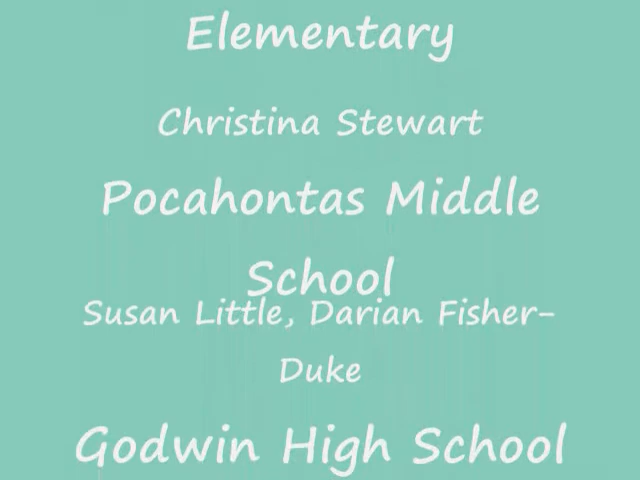 Elementary
Christina Stewart
Pocahontas Middle
School
Susan Little, Darian Fisher-
Duke
Godwin High School